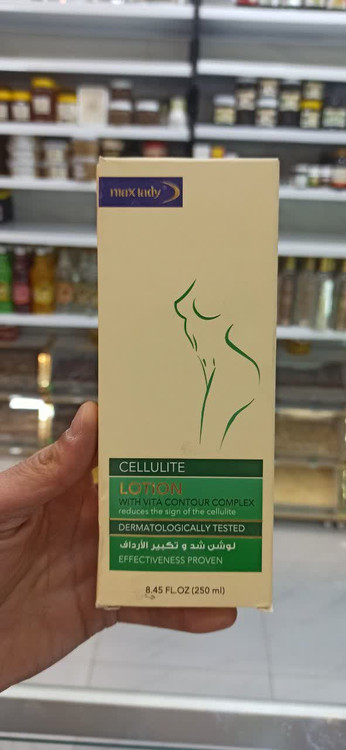 max lady
CELLULITE
LOTION
WITH VITA CONTOUR COMPLEX
reduces the sign of the cellulite
DERMATOLOGICALLY TESTED
لوشن شد و تكبير الأرداف
EFFECTIVENESS PROVEN
8.45 FL.OZ (250 ml)